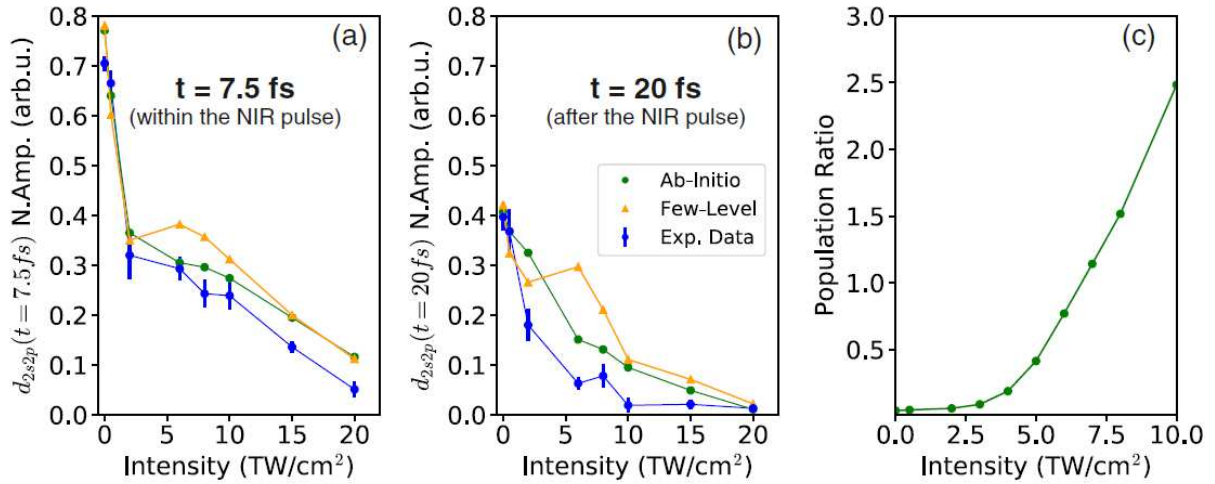 (a)
t = 7.5 fs
(within the NIR pulse)
d2s2p(t = 7.5fs) N.Amp. (arb.u.)
0.8
0.7
0.6
0.5
0.4
0.3
0.2
0.1
0.0
0 5 10 15 20
Intensity (TW/cm²)
(b)
t = 20 fs
(after the NIR pulse)
Ab-Initio
Few-Level
Exp. Data
d2s2p(t = 20fs) N.Amp. (arb.u.)
0.8
0.7
0.6
0.5
0.4
0.3
0.2
0.1
0.0
0 5 10 15 20
Intensity (TW/cm²)
(c)
Population Ratio
3.0
2.5
2.0
1.5
1.0
0.5
0.0 2.5 5.0 7.5 10.0
Intensity (TW/cm²)